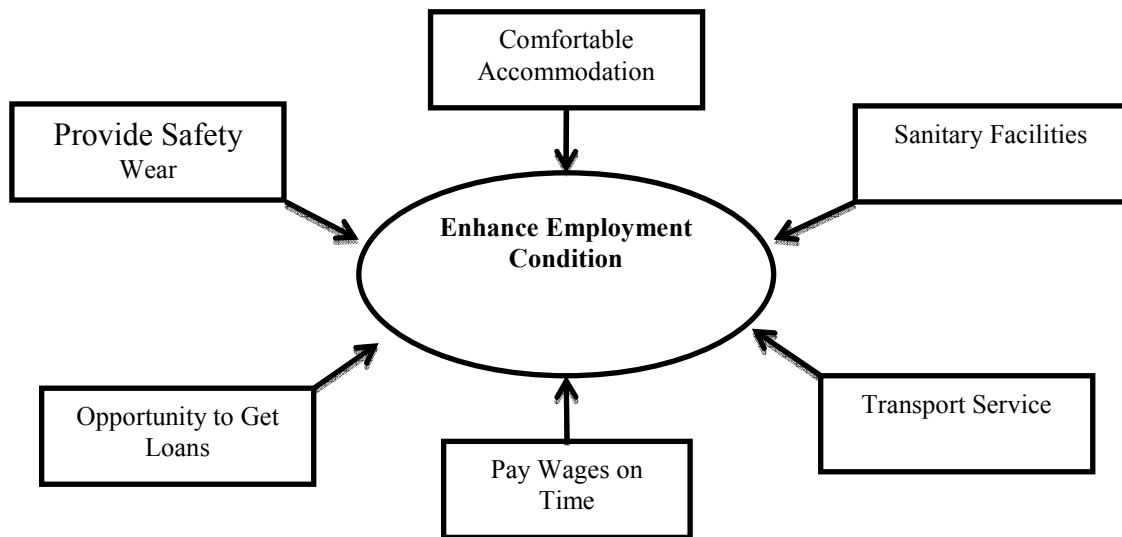 Comfortable
Accommodation
Provide Safety
Wear
Sanitary Facilities
Enhance Employment
Condition
Opportunity to Get
Loans
Transport Service
Pay Wages on
Time